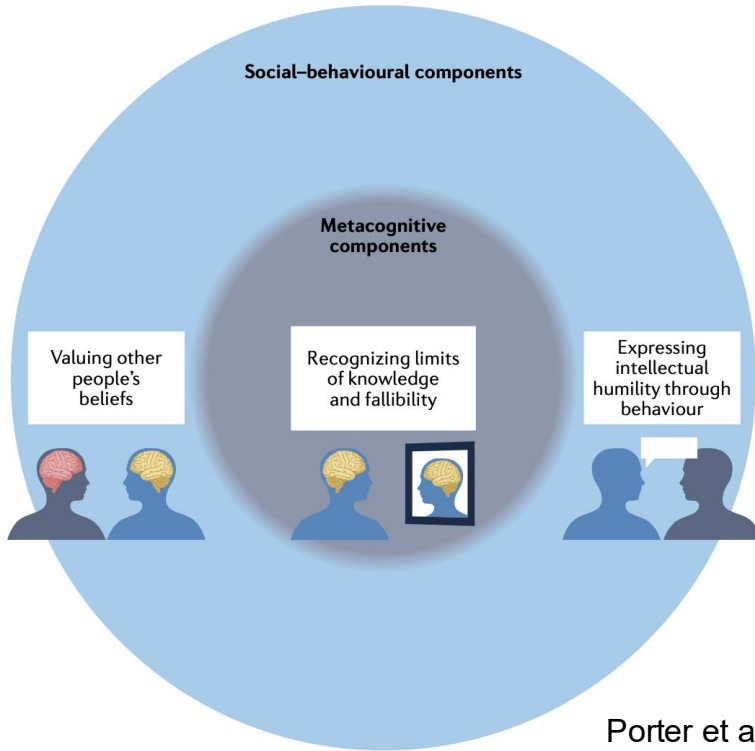 Social–behavioural components
Metacognitive
components
Valuing other
people's
beliefs
Recognizing limits
of knowledge
and fallibility
Expressing
intellectual
humility through
behaviour
Porter et a